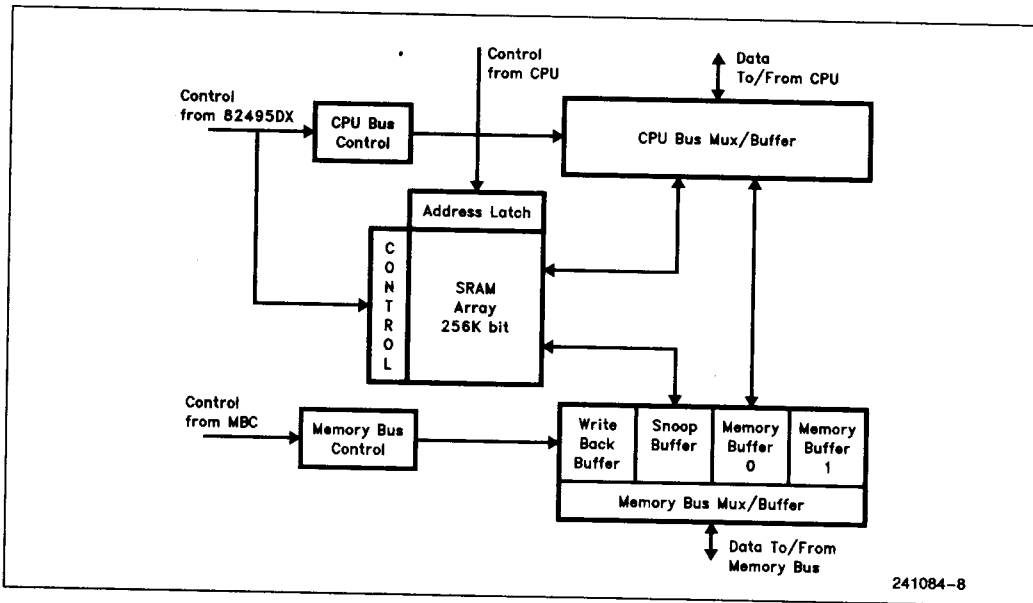 Control
from CPU
Data
To/From CPU
Control
from 82495DX
CPU Bus
Control
CPU Bus Mux/Buffer
Address Latch
CONTROL
SRAM
Array
256K bit
Control
from MBC
Memory Bus
Control
Write
Back
Buffer
Snoop
Buffer
Memory
Buffer
0
Memory
Buffer
1
Memory Bus Mux/Buffer
Data To/From
Memory Bus
241084-8